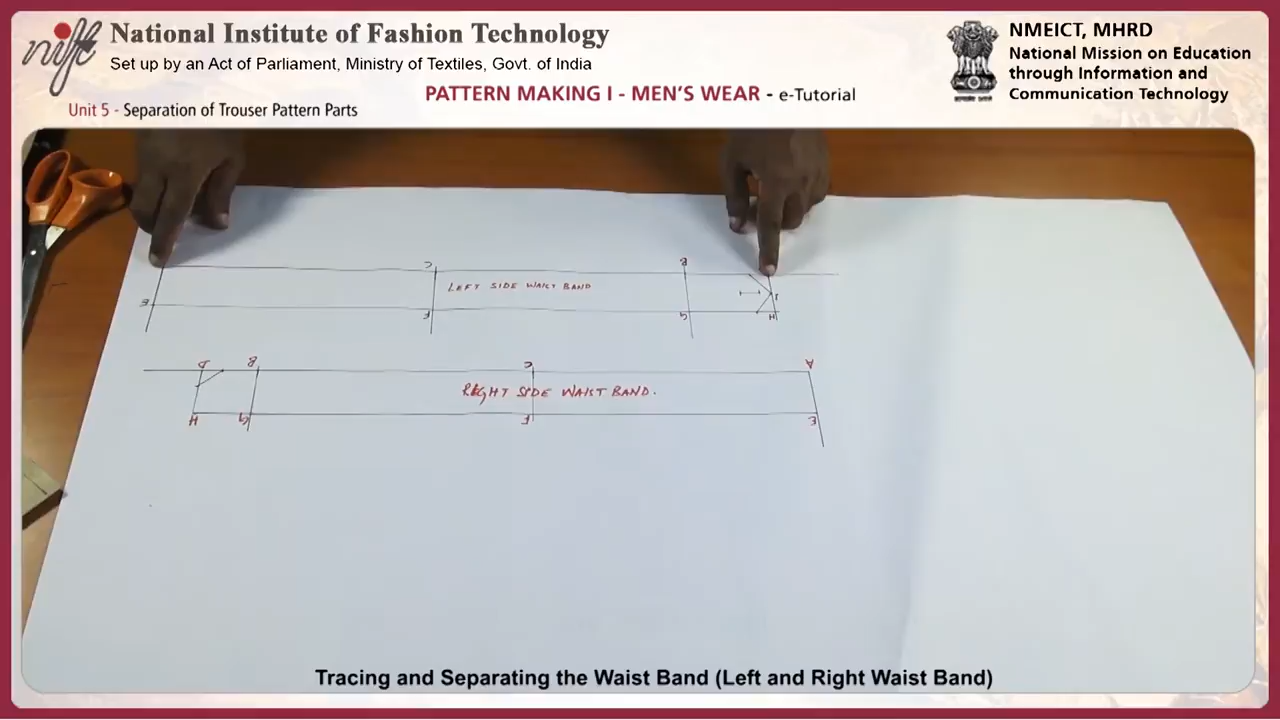 nift
National Institute of Fashion Technology
Set up by an Act of Parliament, Ministry of Textiles, Govt. of India
PATTERN MAKING I - MEN'S WEAR - e-Tutorial
Unit 5 - Separation of Trouser Pattern Parts
NMEICT, MHRD
National Mission on Education
through Information and
Communication Technology
C B
LEFT SIDE WAIST BAND
E F G H
D B C A
RIGHT SIDE WAIST BAND.
H G F E
Tracing and Separating the Waist Band (Left and Right Waist Band)